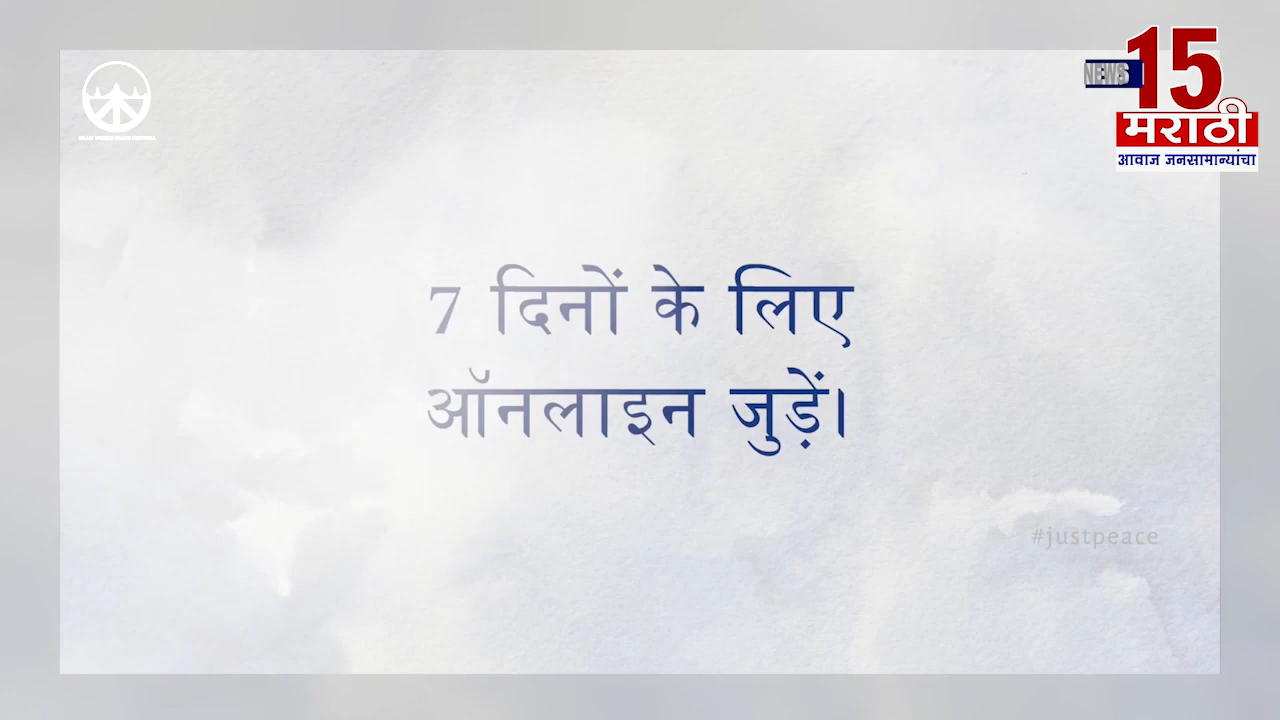 NEWS 15
मराठी
आवाज जनसामान्यांचा
7 दिनों के लिए
ऑनलाइन जुड़ें।
#justpeace